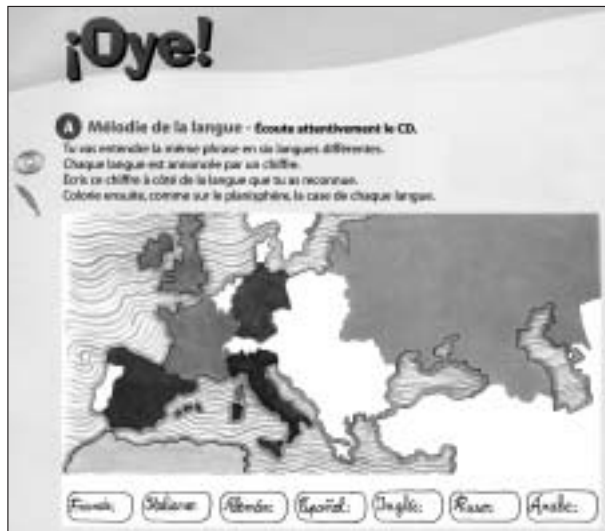 ¡Oye!
A Mélodie de la langue - Écoute attentivement le CD.
Tu vas entendre la même phrase en six langues différentes.
Chaque langue est annoncée par un chiffre.
Ecris ce chiffre à côté de la langue que tu as reconnue.
Colorie ensuite, comme sur le planisphère, la case de chaque langue.
Francés: Italiano: Alemán: Español: Inglés: Ruso: Árabe: